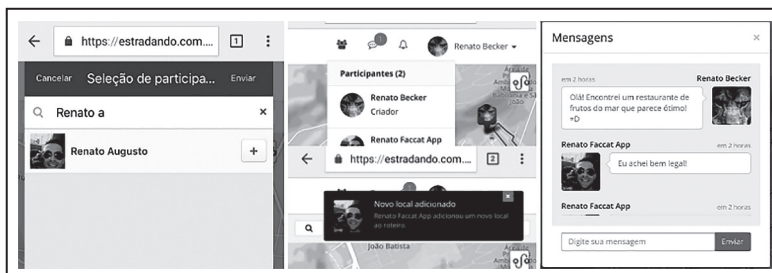 https://estradando.com....
1
Cancelar Seleção de participa... Enviar
Renato a ×
Renato Augusto +
1
Renato Becker
Participantes (2)
Renato Becker
Criador
Renato Faccat App
https://estradando.com....
2
Novo local adicionado ×
Renato Faccat App adicionou um novo local
ao roteiro.
João Batista
Mensagens ×
em 2 horas Renato Becker
Olá! Encontrei um restaurante de
frutos do mar que parece ótimo!
=D
Renato Faccat App em 2 horas
Eu achei bem legal!
Renato Faccat App em 2 horas
Digite sua mensagem Enviar